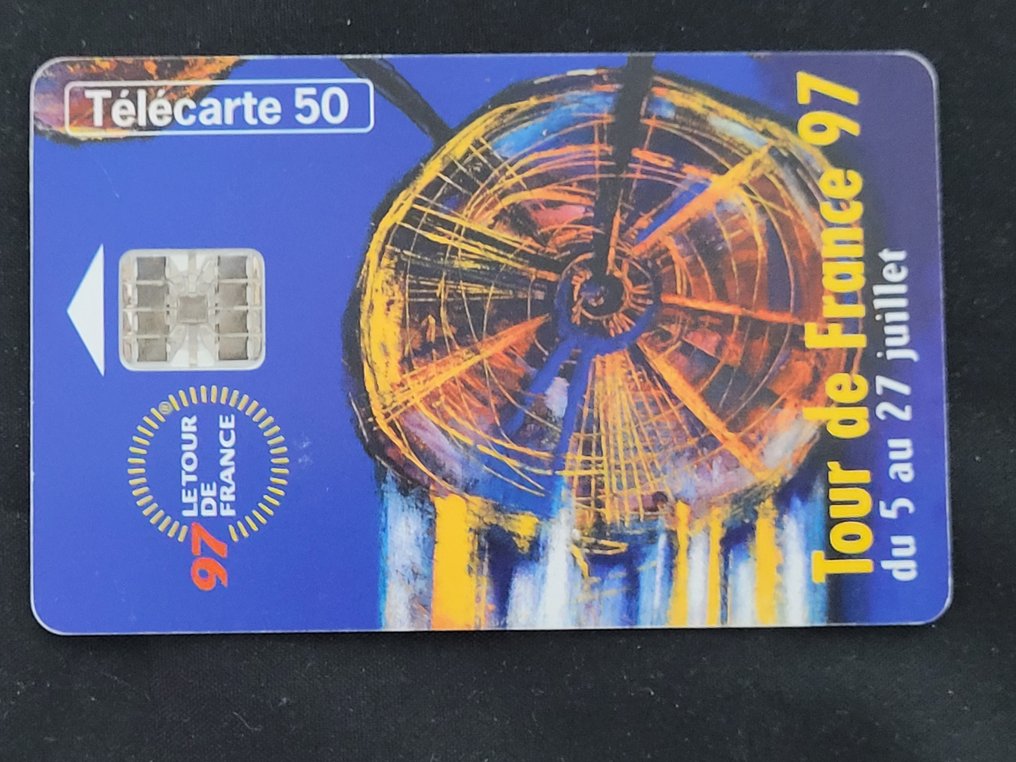 Télécarte 50
LE TOUR
DE
FRANCE
97
Tour de France 97
du 5 au 27 juillet